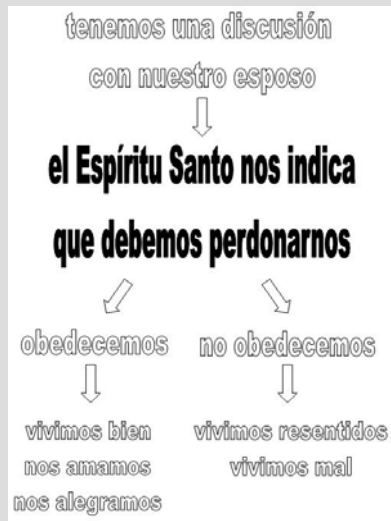 tenemos una discusión
con nuestro esposo
el Espíritu Santo nos indica
que debemos perdonarnos
obedecemos
no obedecemos
vivimos bien
nos amamos
nos alegramos
vivimos resentidos
vivimos mal